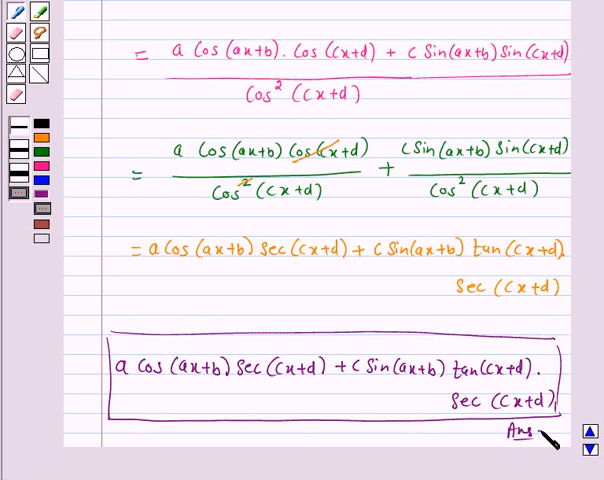 = a Cos(ax+b). Cos(Cx+d) + C Sin(ax+b) Sin(Cx+d)
Cos² (Cx+d)
= a Cos(ax+b) Cos(Cx+d) + C Sin(ax+b) Sin(Cx+d)
Cos² (Cx+d) Cos² (Cx+d)
= a Cos(ax+b) Sec(Cx+d) + C Sin(ax+b) tan(Cx+d).
Sec (Cx+d)
a Cos(ax+b) Sec(Cx+d) + C Sin(ax+b) tan(Cx+d).
Sec (Cx+d)
Ans